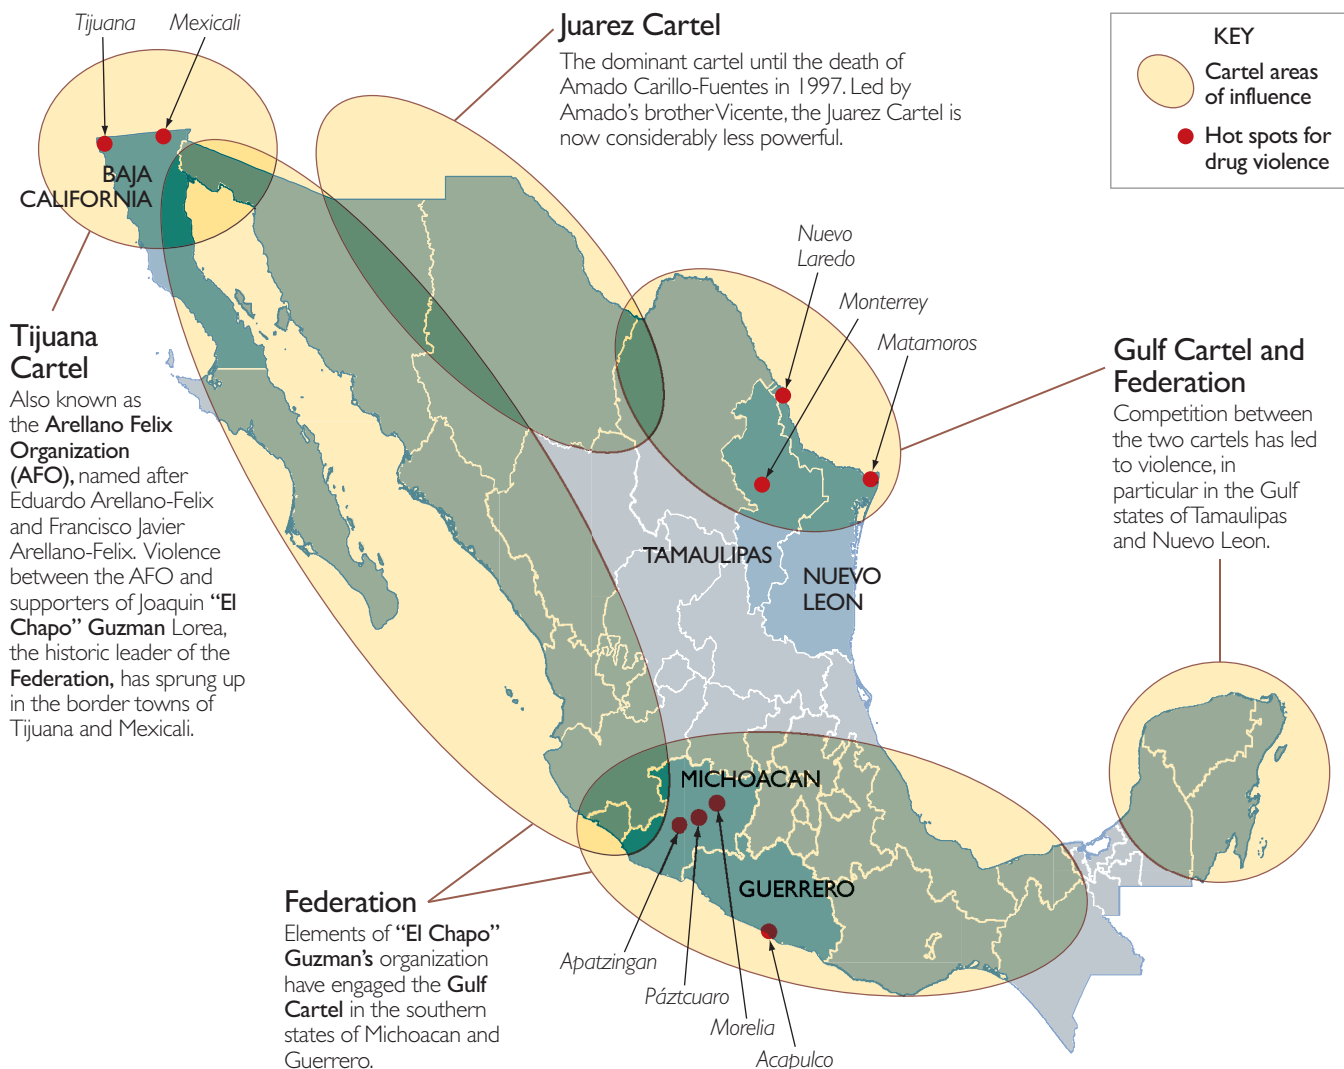 Tijuana
Mexicali
Juarez Cartel
The dominant cartel until the death of
Amado Carillo-Fuentes in 1997. Led by
Amado’s brother Vicente, the Juarez Cartel is
now considerably less powerful.
KEY
Cartel areas
of influence
Hot spots for
drug violence
BAJA
CALIFORNIA
Nuevo
Laredo
Monterrey
Matamoros
Tijuana
Cartel
Also known as
the Arellano Felix
Organization
(AFO), named after
Eduardo Arellano-Felix
and Francisco Javier
Arellano-Felix. Violence
between the AFO and
supporters of Joaquin “El
Chapo” Guzman Lorea,
the historic leader of the
Federation, has sprung up
in the border towns of
Tijuana and Mexicali.
Gulf Cartel and
Federation
Competition between
the two cartels has led
to violence, in
particular in the Gulf
states of Tamaulipas
and Nuevo Leon.
TAMAULIPAS
NUEVO
LEON
MICHOACAN
GUERRERO
Federation
Elements of “El Chapo”
Guzman’s organization
have engaged the Gulf
Cartel in the southern
states of Michoacan and
Guerrero.
Apatzingan
Páztcuaro
Morelia
Acapulco